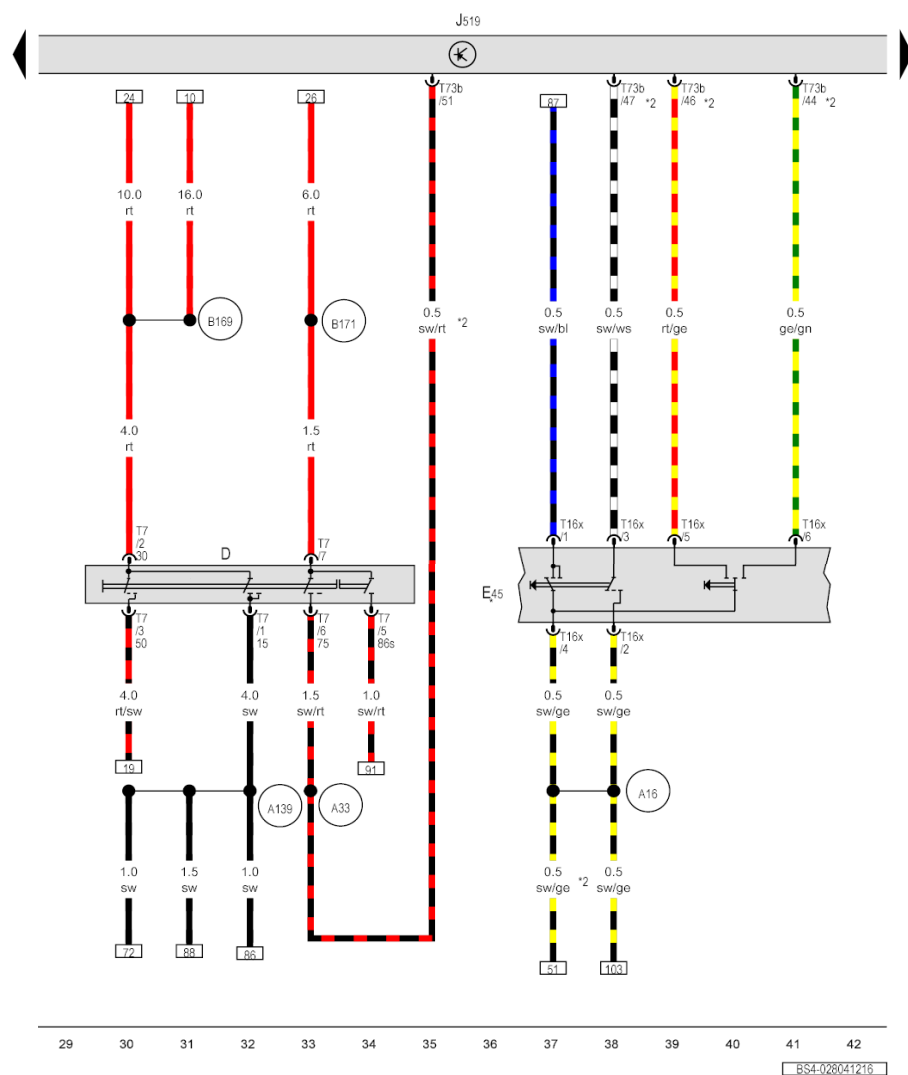 J519
24
10
26
T73b
/51
87
T73b
/47
*2
T73b
/46
*2
T73b
/44
*2
10.0
rt
16.0
rt
6.0
rt
B169
B171
0.5
sw/rt
*2
0.5
sw/bl
0.5
sw/ws
0.5
rt/ge
0.5
ge/gn
4.0
rt
1.5
rt
T7
/2
30
D
T7
/7
T16x
/1
T16x
/3
T16x
/5
T16x
/6
E45
*
T7
/3
50
T7
/1
15
T7
/6
75
T7
/5
86s
T16x
/4
T16x
/2
4.0
rt/sw
4.0
sw
1.5
sw/rt
1.0
sw/rt
0.5
sw/ge
0.5
sw/ge
19
91
A139
A33
A16
1.0
sw
1.5
sw
1.0
sw
0.5
sw/ge
*2
0.5
sw/ge
72
88
86
51
103
29 30 31 32 33 34 35 36 37 38 39 40 41 42
BS4-028041216